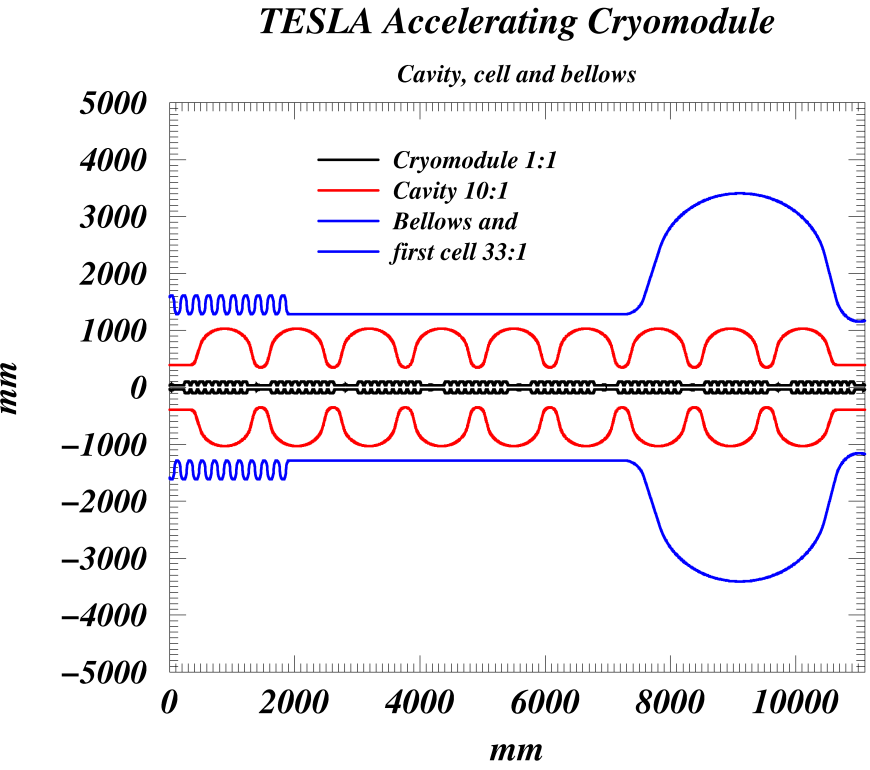 TESLA Accelerating Cryomodule
Cavity, cell and bellows
5000
4000
3000
2000
1000
0
−1000
−2000
−3000
−4000
−5000
mm
Cryomodule 1:1
Cavity 10:1
Bellows and
first cell 33:1
0 2000 4000 6000 8000 10000
mm